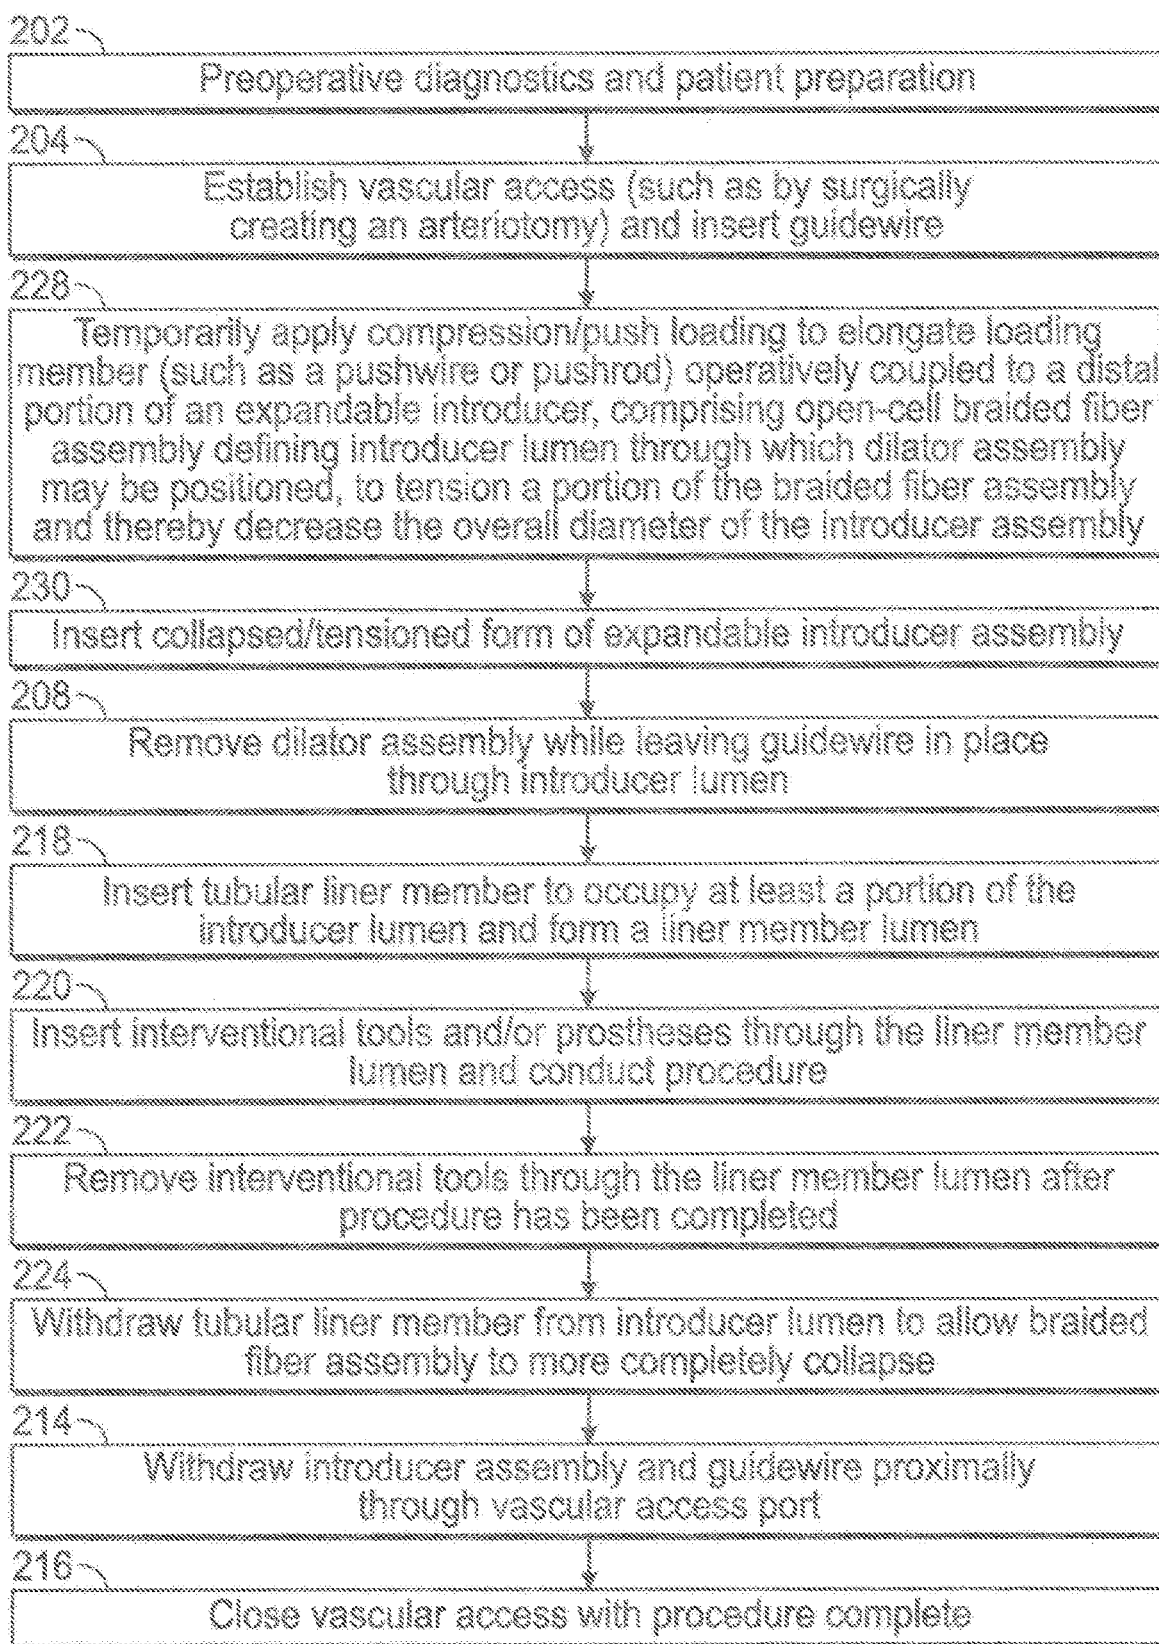 202
Preoperative diagnostics and patient preparation
204
Establish vascular access (such as by surgically
creating an arteriotomy) and insert guidewire
228
Temporarily apply compression/push loading to elongate loading
member (such as a pushwire or pushrod) operatively coupled to a distal
portion of an expandable introducer, comprising open-cell braided fiber
assembly defining introducer lumen through which dilator assembly
may be positioned, to tension a portion of the braided fiber assembly
and thereby decrease the overall diameter of the introducer assembly
230
Insert collapsed/tensioned form of expandable introducer assembly
208
Remove dilator assembly while leaving guidewire in place
through introducer lumen
218
Insert tubular liner member to occupy at least a portion of the
introducer lumen and form a liner member lumen
220
Insert interventional tools and/or prostheses through the liner member
lumen and conduct procedure
222
Remove interventional tools through the liner member lumen after
procedure has been completed
224
Withdraw tubular liner member from introducer lumen to allow braided
fiber assembly to more completely collapse
214
Withdraw introducer assembly and guidewire proximally
through vascular access port
216
Close vascular access with procedure complete